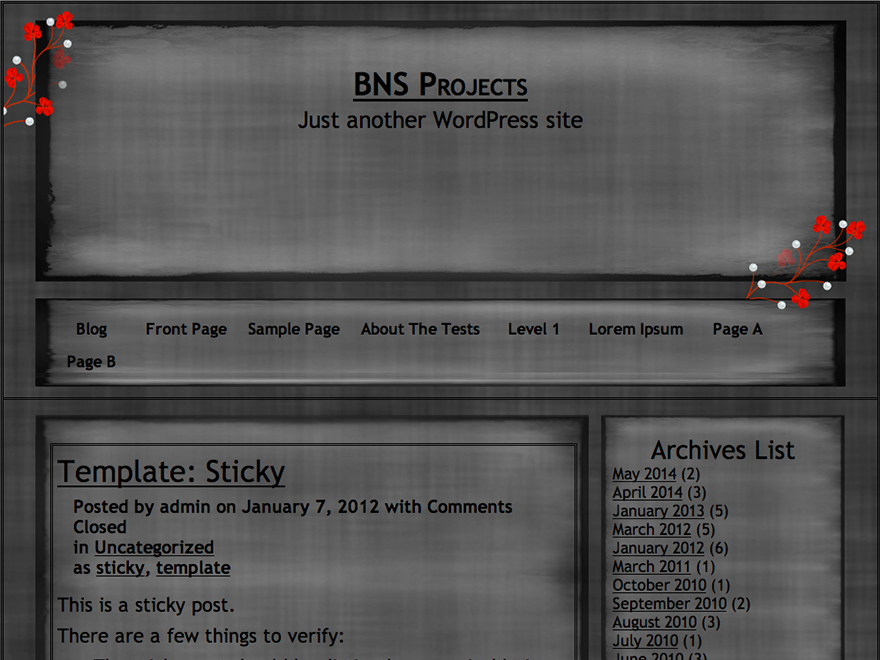 BNS Projects
Just another WordPress site
Blog Front Page Sample Page About The Tests Level 1 Lorem Ipsum Page A
Page B
Template: Sticky
Posted by admin on January 7, 2012 with Comments
Closed
in Uncategorized
as sticky, template
This is a sticky post.
There are a few things to verify:
Archives List
May 2014 (2)
April 2014 (3)
January 2013 (5)
March 2012 (5)
January 2012 (6)
March 2011 (1)
October 2010 (1)
September 2010 (2)
August 2010 (3)
July 2010 (1)
June 2010 (3)